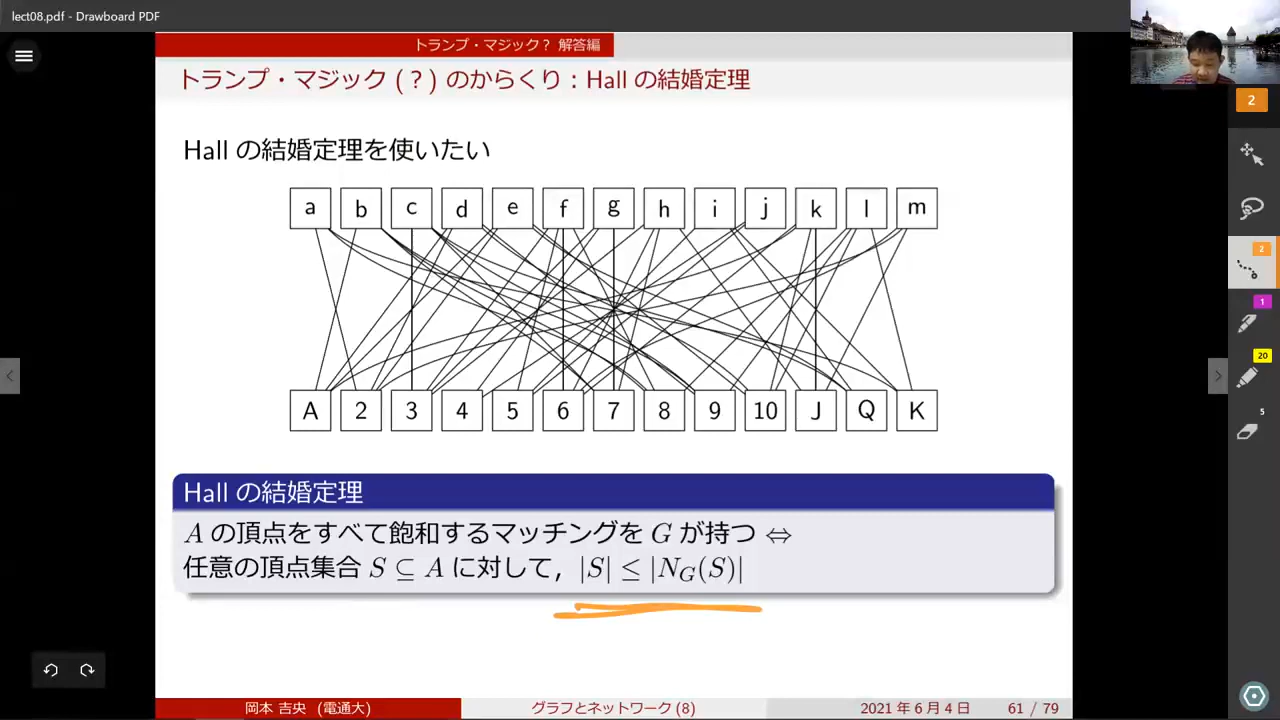 lect08.pdf - Drawboard PDF
トランプ・マジック? 解答編
トランプ・マジック (?) のからくり : Hall の結婚定理
Hall の結婚定理を使いたい
a b c d e f g h i j k l m
A 2 3 4 5 6 7 8 9 10 J Q K
Hall の結婚定理
A の頂点をすべて飽和するマッチングを G が持つ ⇔
任意の頂点集合 S ⊆ A に対して, |S| ≤ |N_G(S)|
岡本 吉央 (電通大)
グラフとネットワーク (8)
2021 年 6 月 4 日
61 / 79
2
2
1
20
5